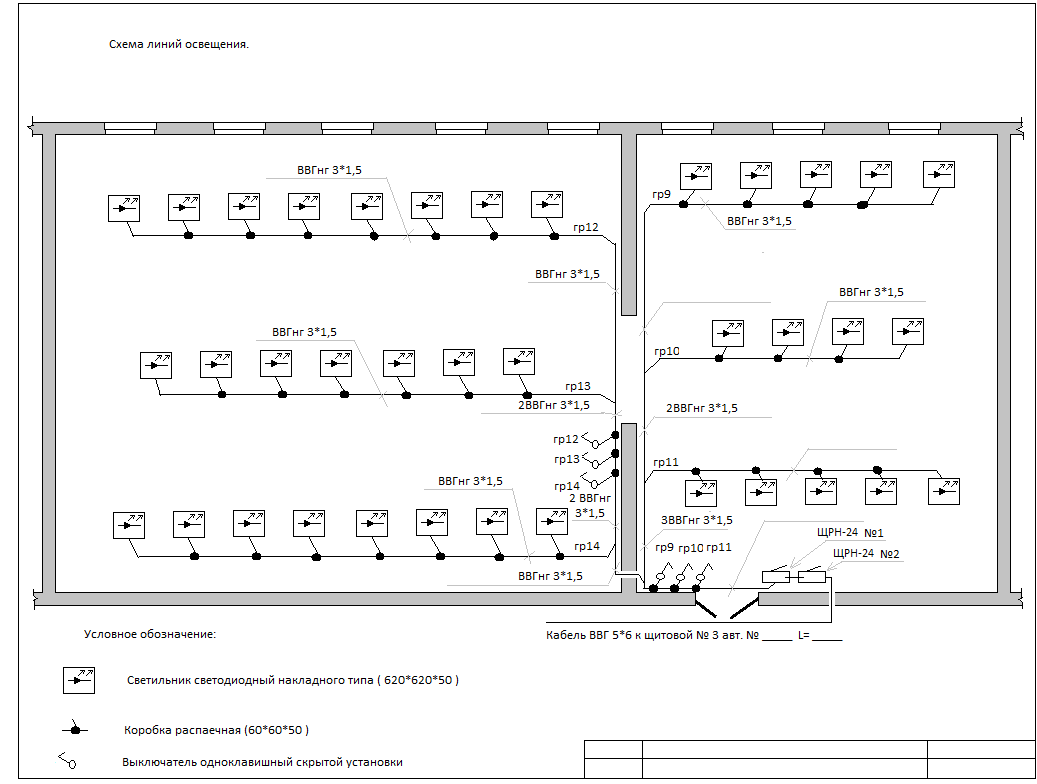 Схема линий освещения.
ВВГнг 3*1,5
гр9
ВВГнг 3*1,5
гр12
ВВГнг 3*1,5
ВВГнг 3*1,5
ВВГнг 3*1,5
гр10
гр13
2ВВГнг 3*1,5
2ВВГнг 3*1,5
гр12
гр13
гр11
гр14
ВВГнг 3*1,5
2 ВВГнг
3*1,5
3ВВГнг 3*1,5
гр14
гр9 гр10 гр11
ЩРН-24 №1
ЩРН-24 №2
ВВГнг 3*1,5
Кабель ВВГ 5*6 к щитовой № 3 авт. № _____ L= _____
Условное обозначение:
Светильник светодиодный накладного типа ( 620*620*50 )
Коробка распаечная (60*60*50 )
Выключатель одноклавишный скрытой установки